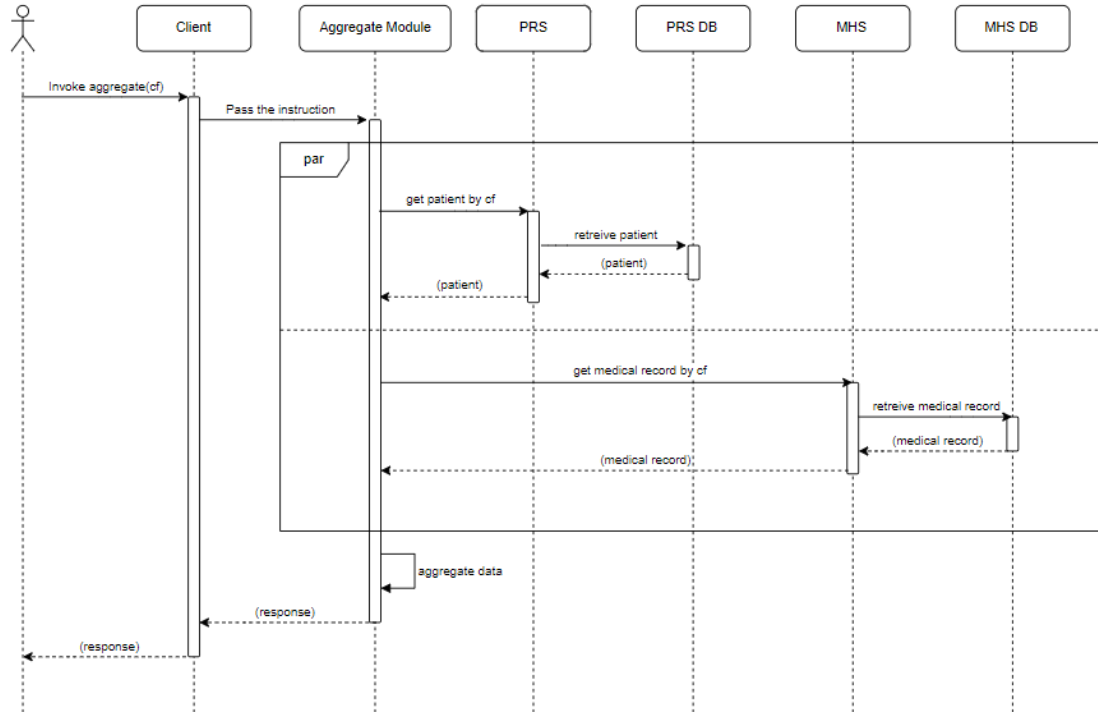 Client
Aggregate Module
PRS
PRS DB
MHS
MHS DB
Invoke aggregate(cf)
Pass the instruction
par
get patient by cf
retreive patient
(patient)
(patient)
get medical record by cf
retreive medical record
(medical record)
(medical record)
aggregate data
(response)
(response)